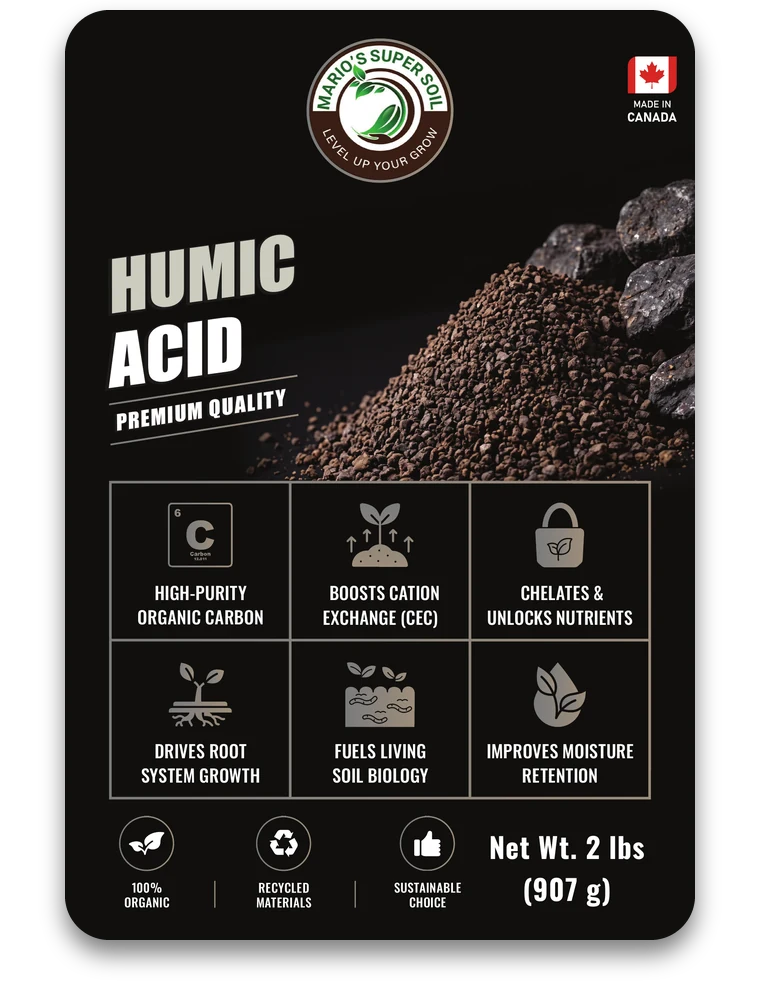 MARIO'S SUPER SOIL
LEVEL UP YOUR GROW
MADE IN
CANADA
HUMIC
ACID
PREMIUM QUALITY
6
C
Carbon
12.011
HIGH-PURITY
ORGANIC CARBON
BOOSTS CATION
EXCHANGE (CEC)
CHELATES &
UNLOCKS NUTRIENTS
DRIVES ROOT
SYSTEM GROWTH
FUELS LIVING
SOIL BIOLOGY
IMPROVES MOISTURE
RETENTION
100%
ORGANIC
RECYCLED
MATERIALS
SUSTAINABLE
CHOICE
Net Wt. 2 lbs
(907 g)